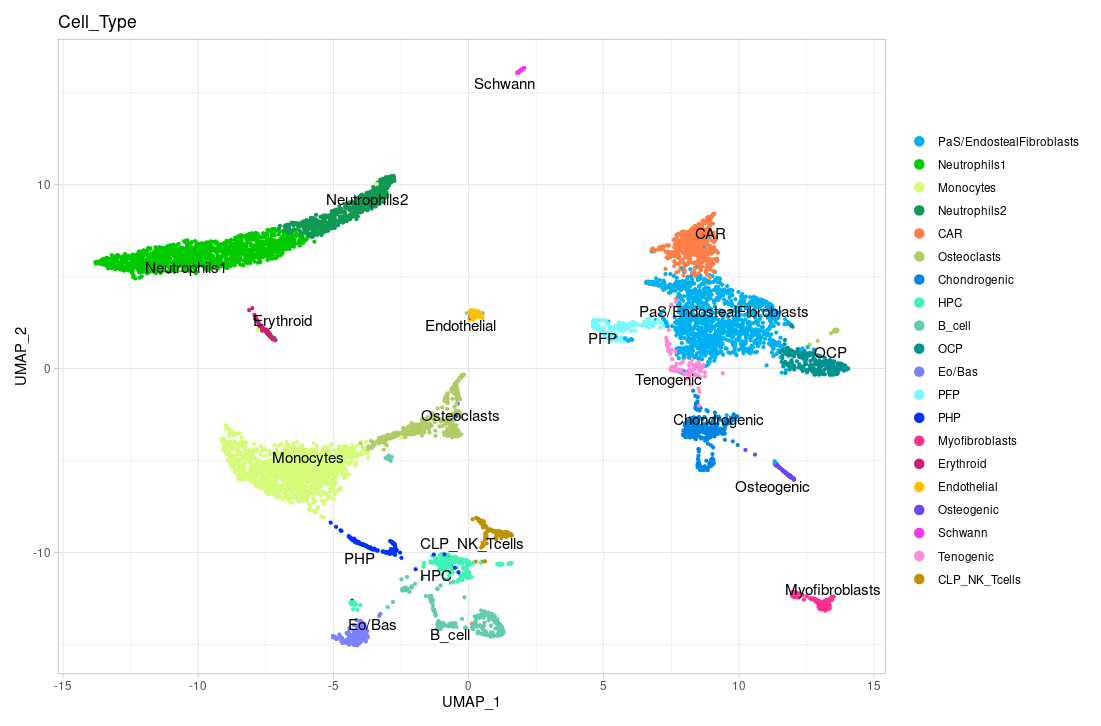 Cell_Type
Schwann
Neutrophils2
Neutrophils1
CAR
Erythroid
Endothelial
PaS/EndostealFibroblasts
PFP
OCP
Tenogenic
Osteoclasts
Chondrogenic
Monocytes
Osteogenic
CLP_NK_Tcells
PHP
HPC
Myofibroblasts
Eo/Bas
B_cell
10
0
-10
UMAP_2
-15
-10
-5
0
5
10
15
UMAP_1
PaS/EndostealFibroblasts
Neutrophils1
Monocytes
Neutrophils2
CAR
Osteoclasts
Chondrogenic
HPC
B_cell
OCP
Eo/Bas
PFP
PHP
Myofibroblasts
Erythroid
Endothelial
Osteogenic
Schwann
Tenogenic
CLP_NK_Tcells